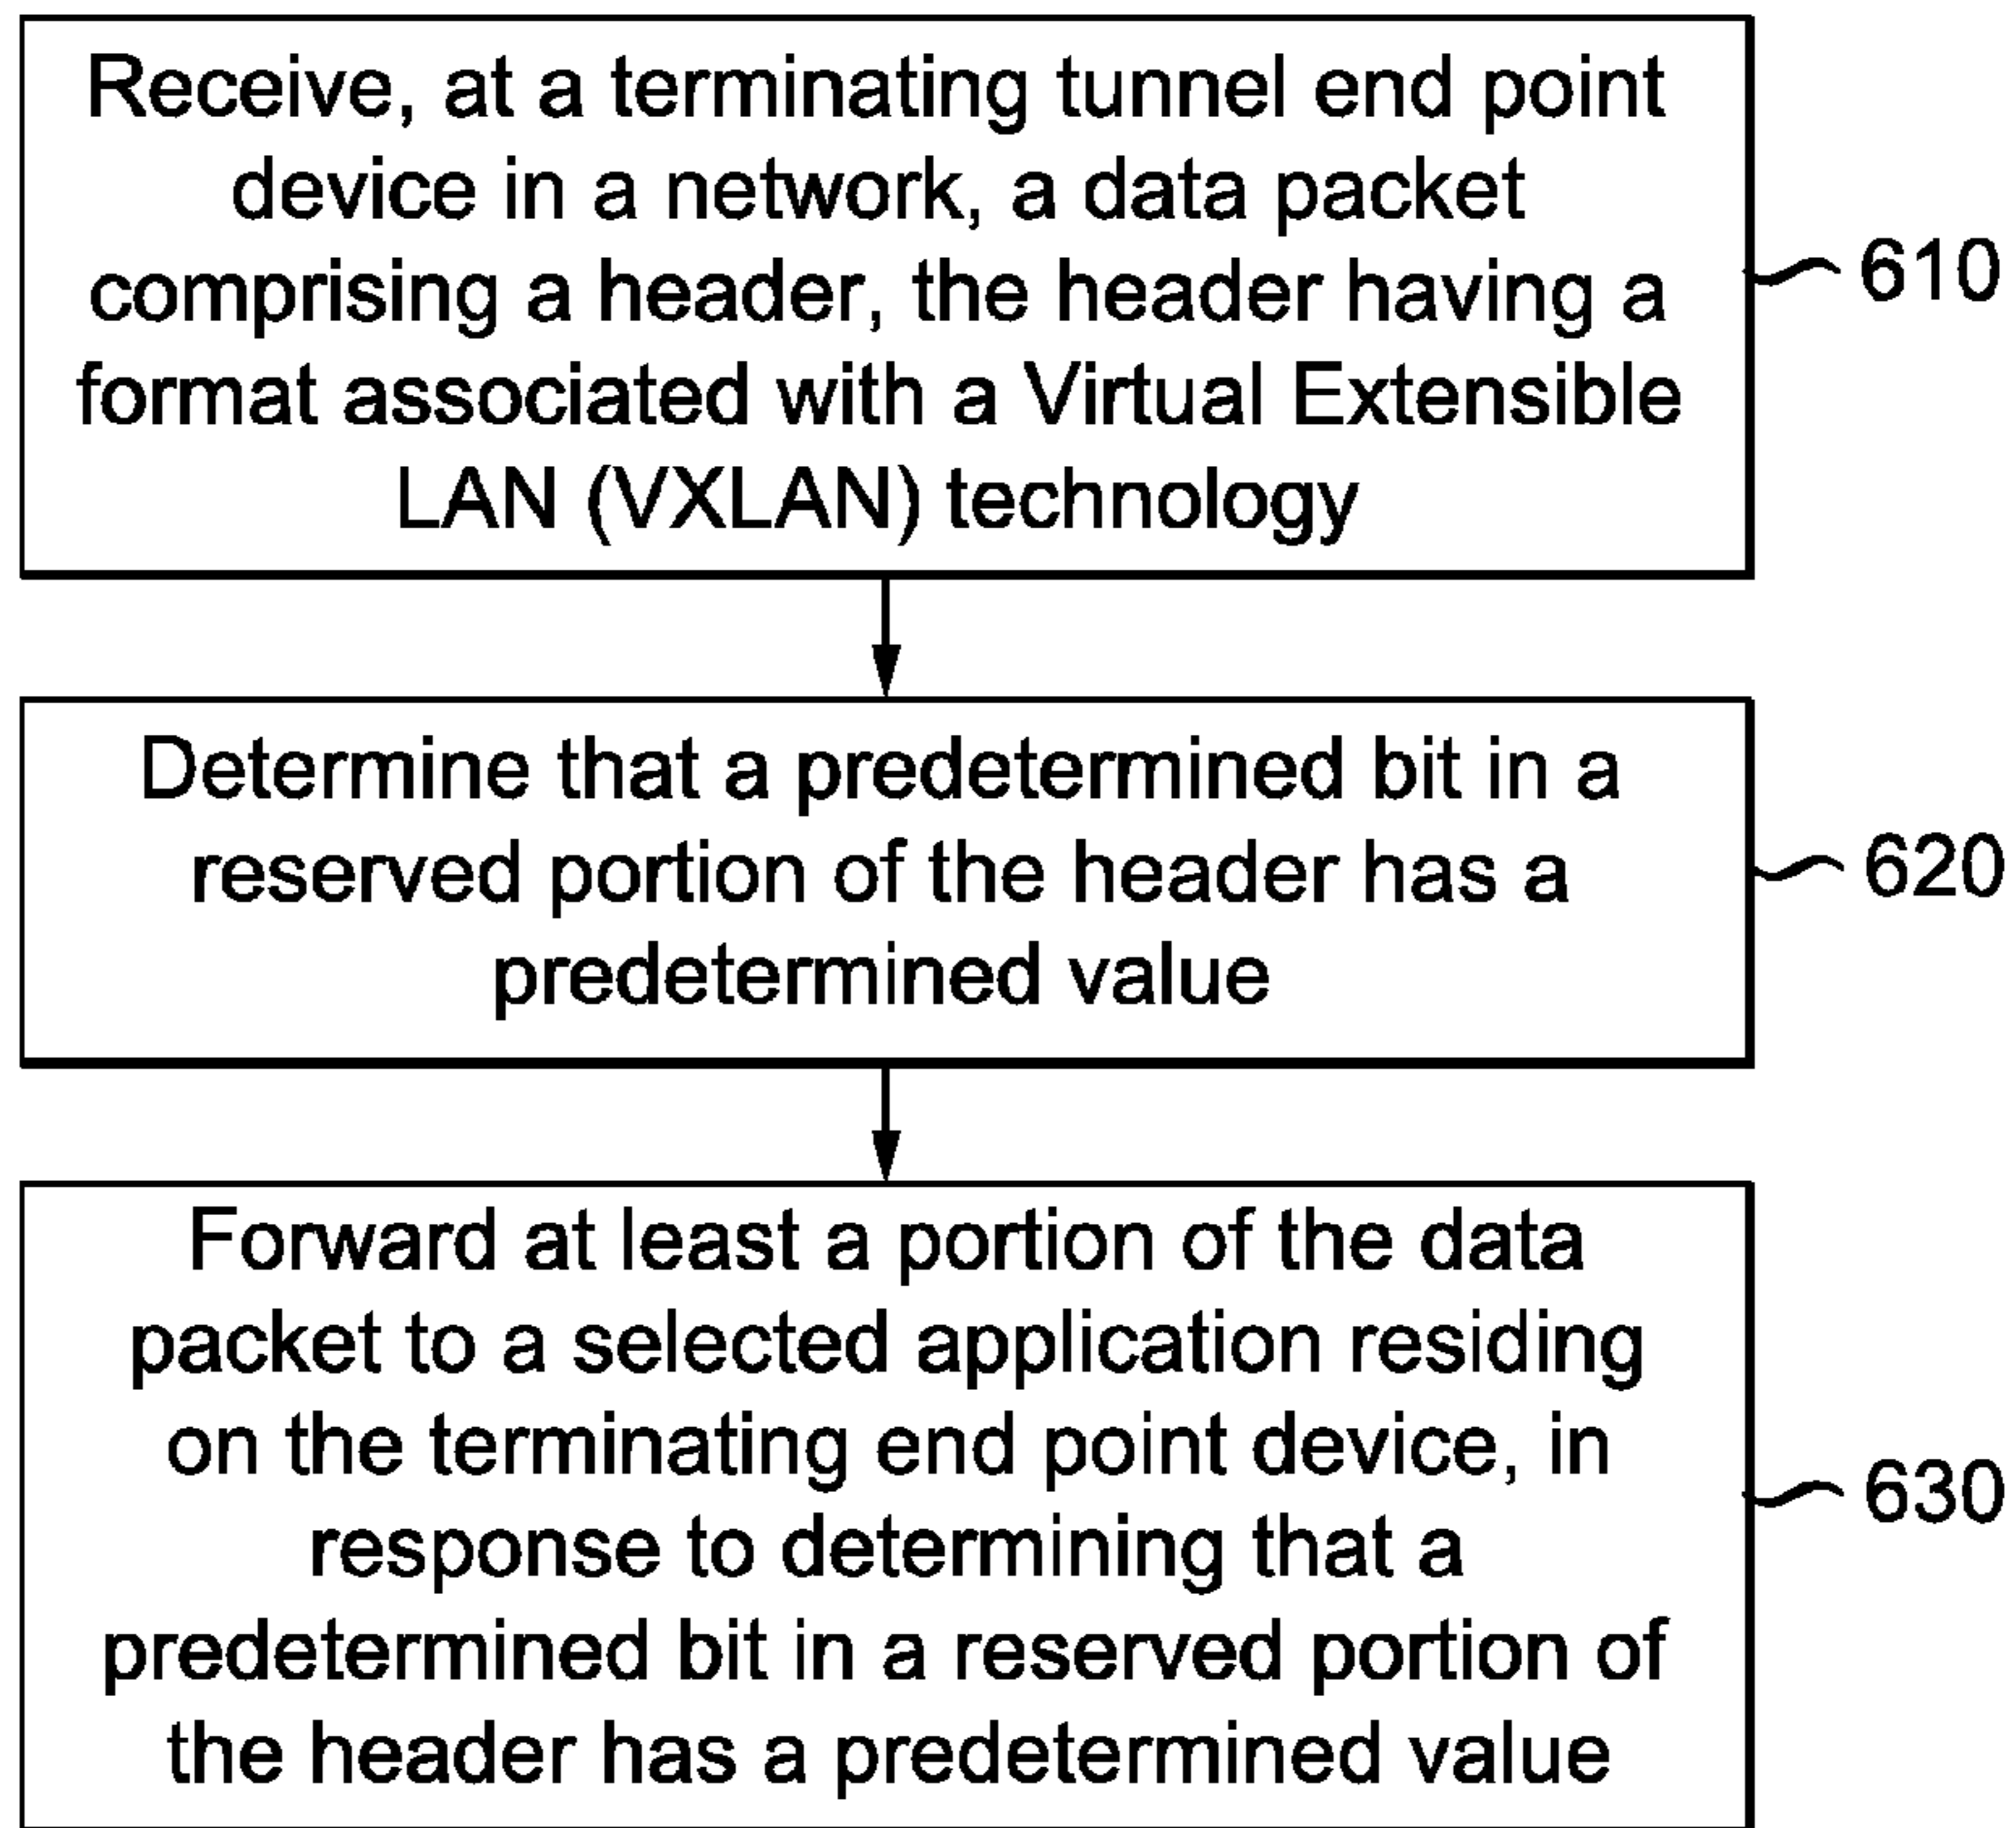 Receive, at a terminating tunnel end point
device in a network, a data packet
comprising a header, the header having a
format associated with a Virtual Extensible
LAN (VXLAN) technology
610
Determine that a predetermined bit in a
reserved portion of the header has a
predetermined value
620
Forward at least a portion of the data
packet to a selected application residing
on the terminating end point device, in
response to determining that a
predetermined bit in a reserved portion of
the header has a predetermined value
630